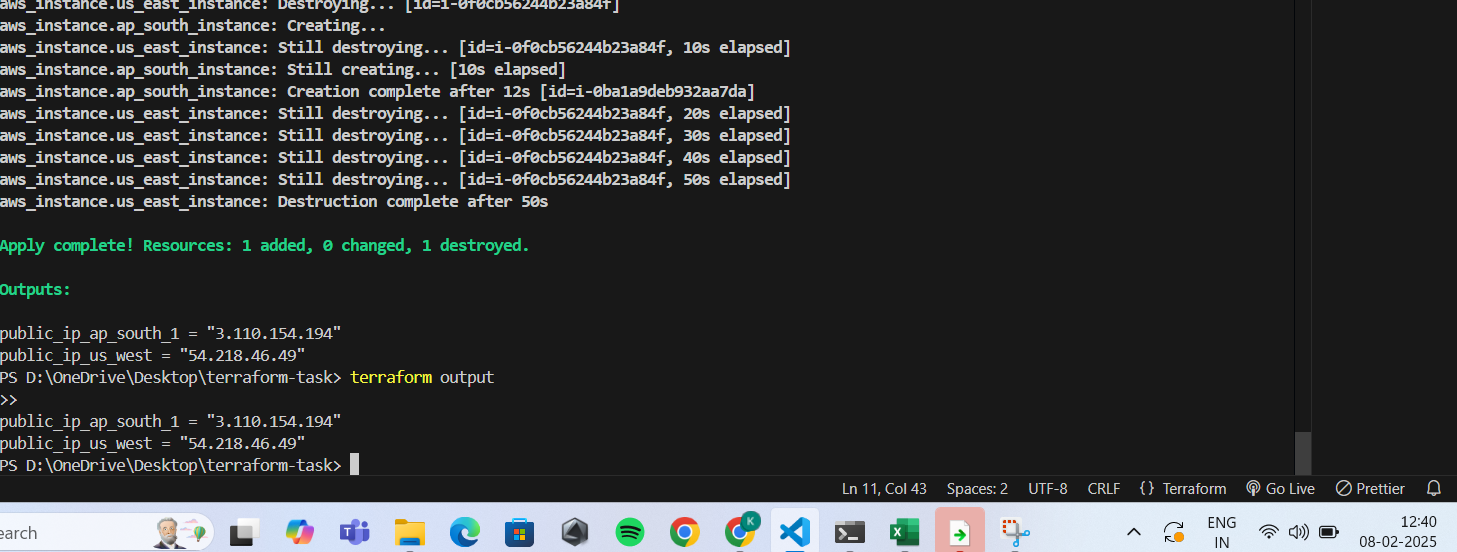 aws_instance.us_east_instance: Destroying... [id=i-0f0cb56244b23a84f]
aws_instance.ap_south_instance: Creating...
aws_instance.us_east_instance: Still destroying... [id=i-0f0cb56244b23a84f, 10s elapsed]
aws_instance.ap_south_instance: Still creating... [10s elapsed]
aws_instance.ap_south_instance: Creation complete after 12s [id=i-0ba1a9deb932aa7da]
aws_instance.us_east_instance: Still destroying... [id=i-0f0cb56244b23a84f, 20s elapsed]
aws_instance.us_east_instance: Still destroying... [id=i-0f0cb56244b23a84f, 30s elapsed]
aws_instance.us_east_instance: Still destroying... [id=i-0f0cb56244b23a84f, 40s elapsed]
aws_instance.us_east_instance: Still destroying... [id=i-0f0cb56244b23a84f, 50s elapsed]
aws_instance.us_east_instance: Destruction complete after 50s
Apply complete! Resources: 1 added, 0 changed, 1 destroyed.
Outputs:
public_ip_ap_south_1 = "3.110.154.194"
public_ip_us_west = "54.218.46.49"
PS D:\OneDrive\Desktop\terraform-task> terraform output
>>
public_ip_ap_south_1 = "3.110.154.194"
public_ip_us_west = "54.218.46.49"
PS D:\OneDrive\Desktop\terraform-task>
Ln 11, Col 43 Spaces: 2 UTF-8 CRLF {} Terraform Go Live Prettier
earch
K
ENG
IN
12:40
08-02-2025